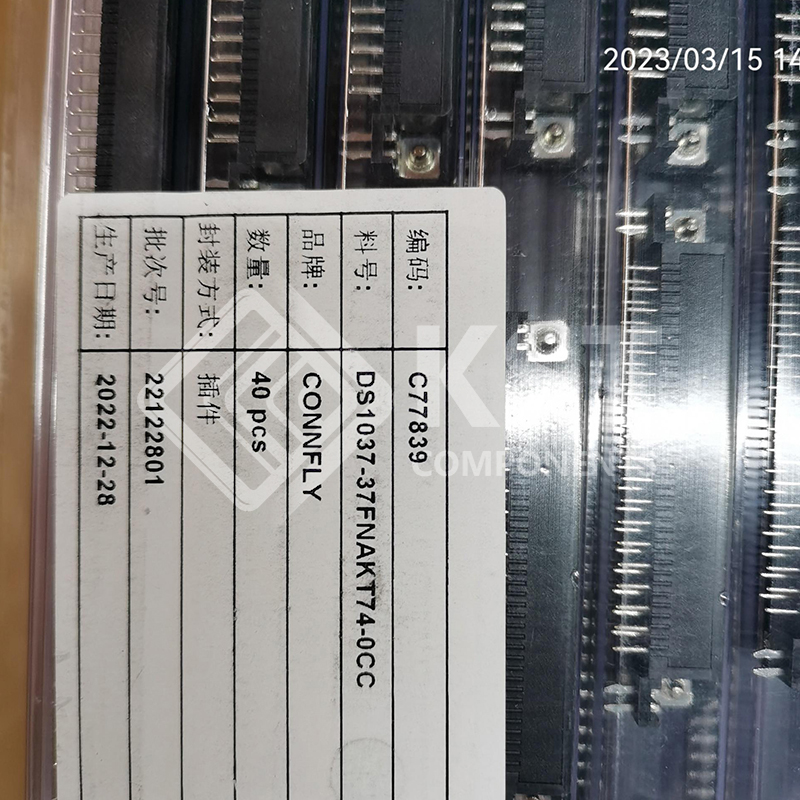 2023/03/15 14
编码: C77839
料号: DS1037-37FNAKT74-0CC
品牌: CONNFLY
数量: 40 pcs
封装方式: 插件
批次号: 22122801
生产日期: 2022-12-28
COMPONENTS